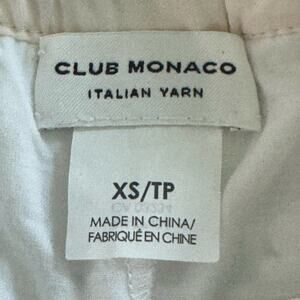 CLUB MONACO
ITALIAN YARN
XS/TP
MADE IN CHINA/
FABRIQUÉ EN CHINE